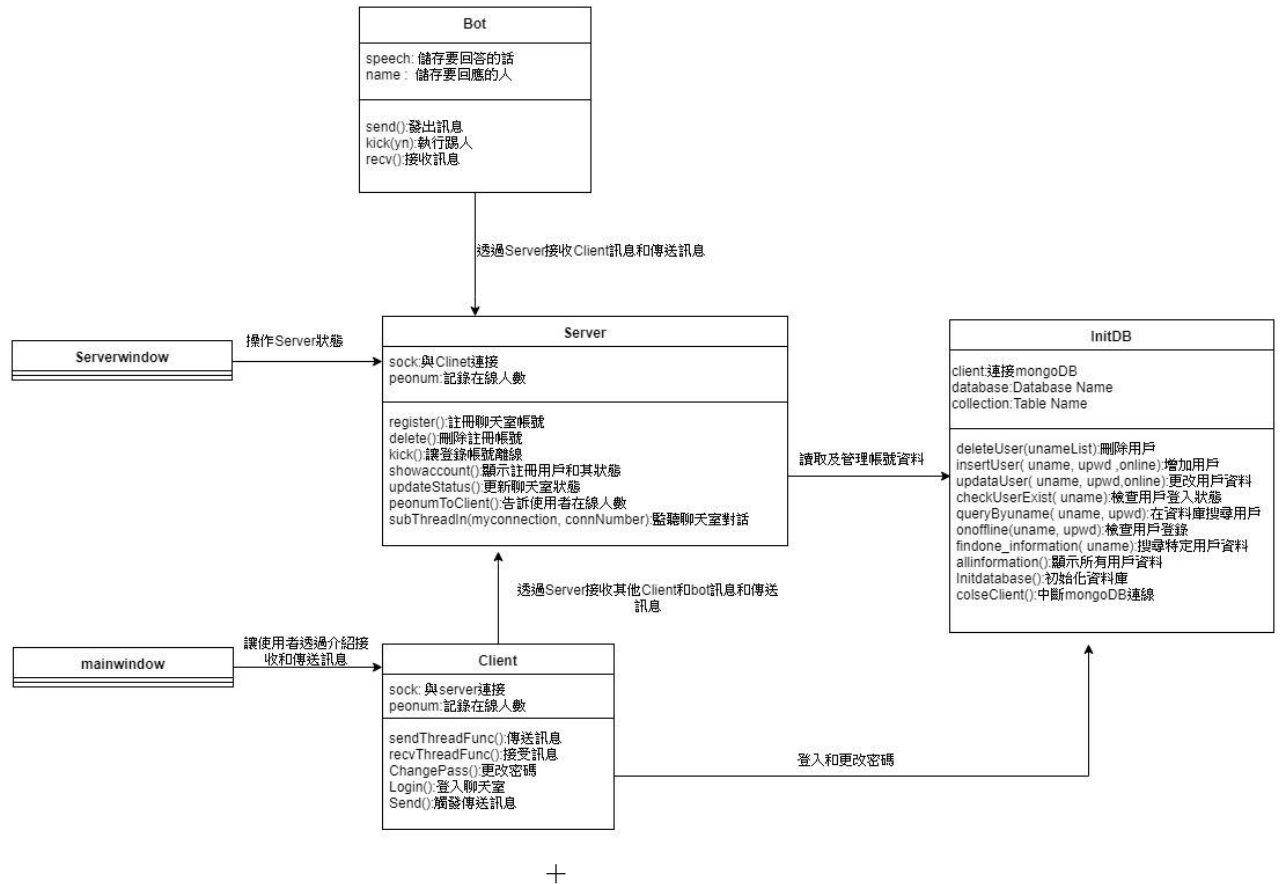 Bot
speech: 儲存要回答的話
name : 儲存要回應的人
send():發出訊息
kick(yn):執行踢人
recv():接收訊息
透過Server接收Client訊息和傳送訊息
Serverwindow
操作Server狀態
Server
sock:與Clinet連接
peonum:記錄在線人數
register():註冊聊天室帳號
delete():刪除註冊帳號
kick():讓登錄帳號離線
showaccount():顯示註冊用戶和其狀態
updateStatus():更新聊天室狀態
peonumToClient():告訴使用者在線人數
subThreadIn(myconnection, connNumber):監聽聊天室對話
讀取及管理帳號資料
InitDB
client:連接mongoDB
database:Database Name
collection:Table Name
deleteUser(unameList):刪除用戶
insertUser( uname, upwd ,online):增加用戶
updataUser( uname, upwd,online):更改用戶資料
checkUserExist( uname):檢查用戶登入狀態
queryByuname( uname, upwd):在資料庫搜尋用戶
onoffline(uname, upwd):檢查用戶登錄
findone_information( uname):搜尋特定用戶資料
allinformation():顯示所有用戶資料
Initdatabase():初始化資料庫
colseClient():中斷mongoDB連線
透過Server接收其他Client和bot訊息和傳送
訊息
mainwindow
讓使用者透過介紹接
收和傳送訊息
Client
sock: 與server連接
peonum:記錄在線人數
sendThreadFunc():傳送訊息
recvThreadFunc():接受訊息
ChangePass():更改密碼
Login():登入聊天室
Send():觸發傳送訊息
登入和更改密碼